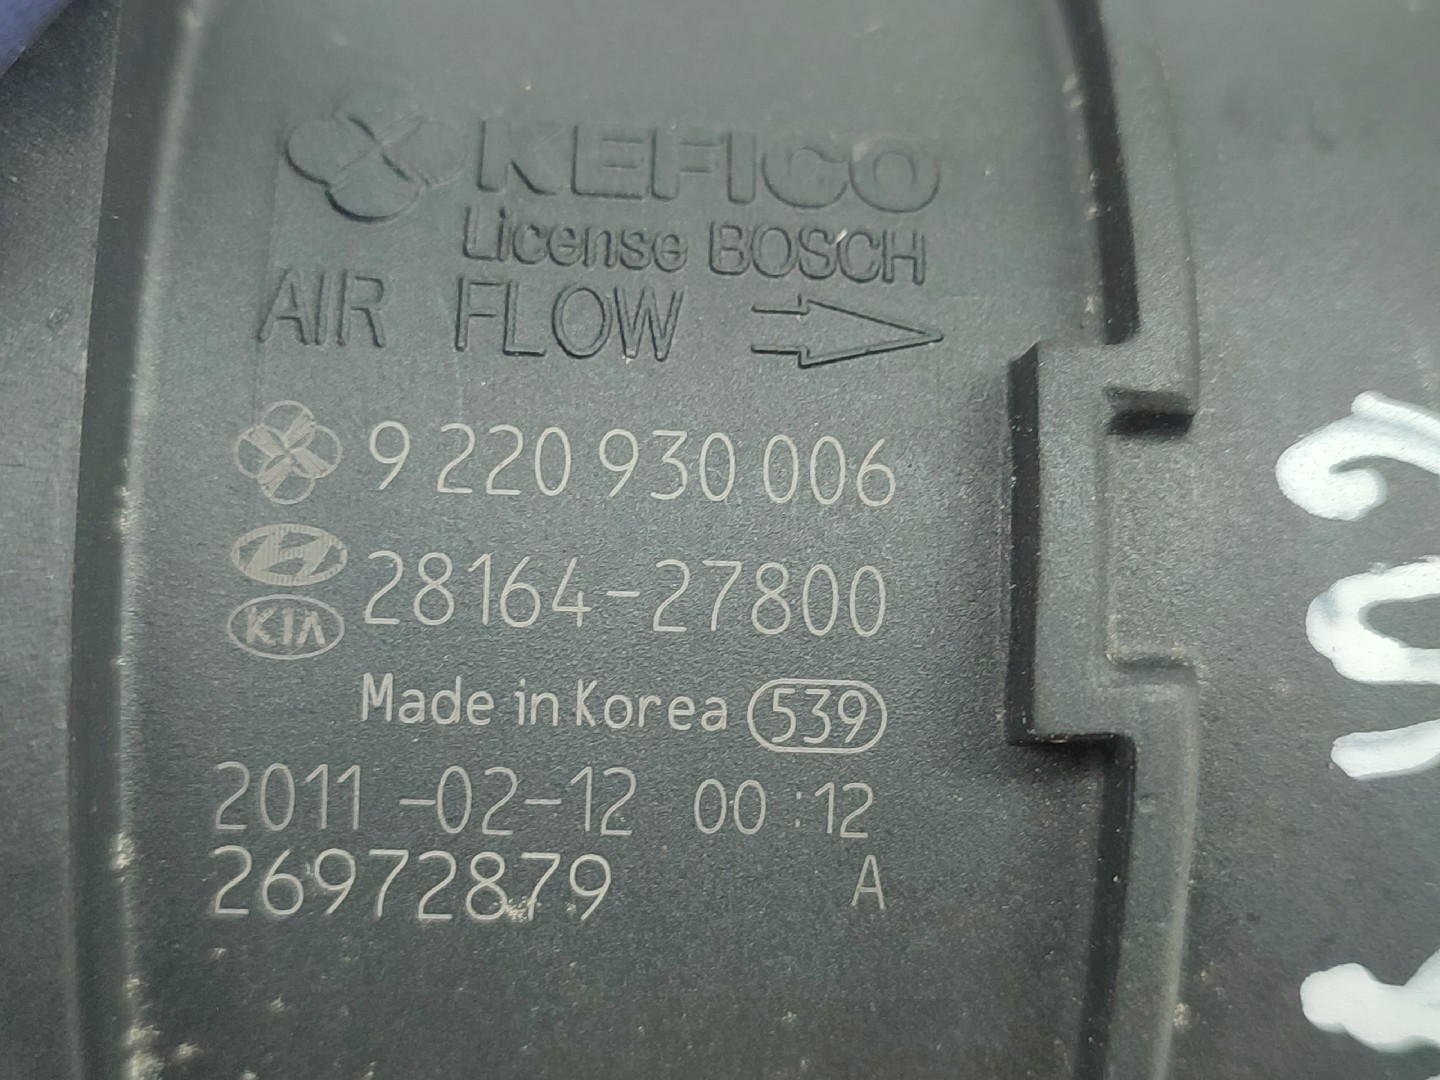 KEFICO
License BOSCH
AIR FLOW
9 220 930 006
28164-27800
KIA
Made in Korea 539
2011-02-12 00:12
26972879 A